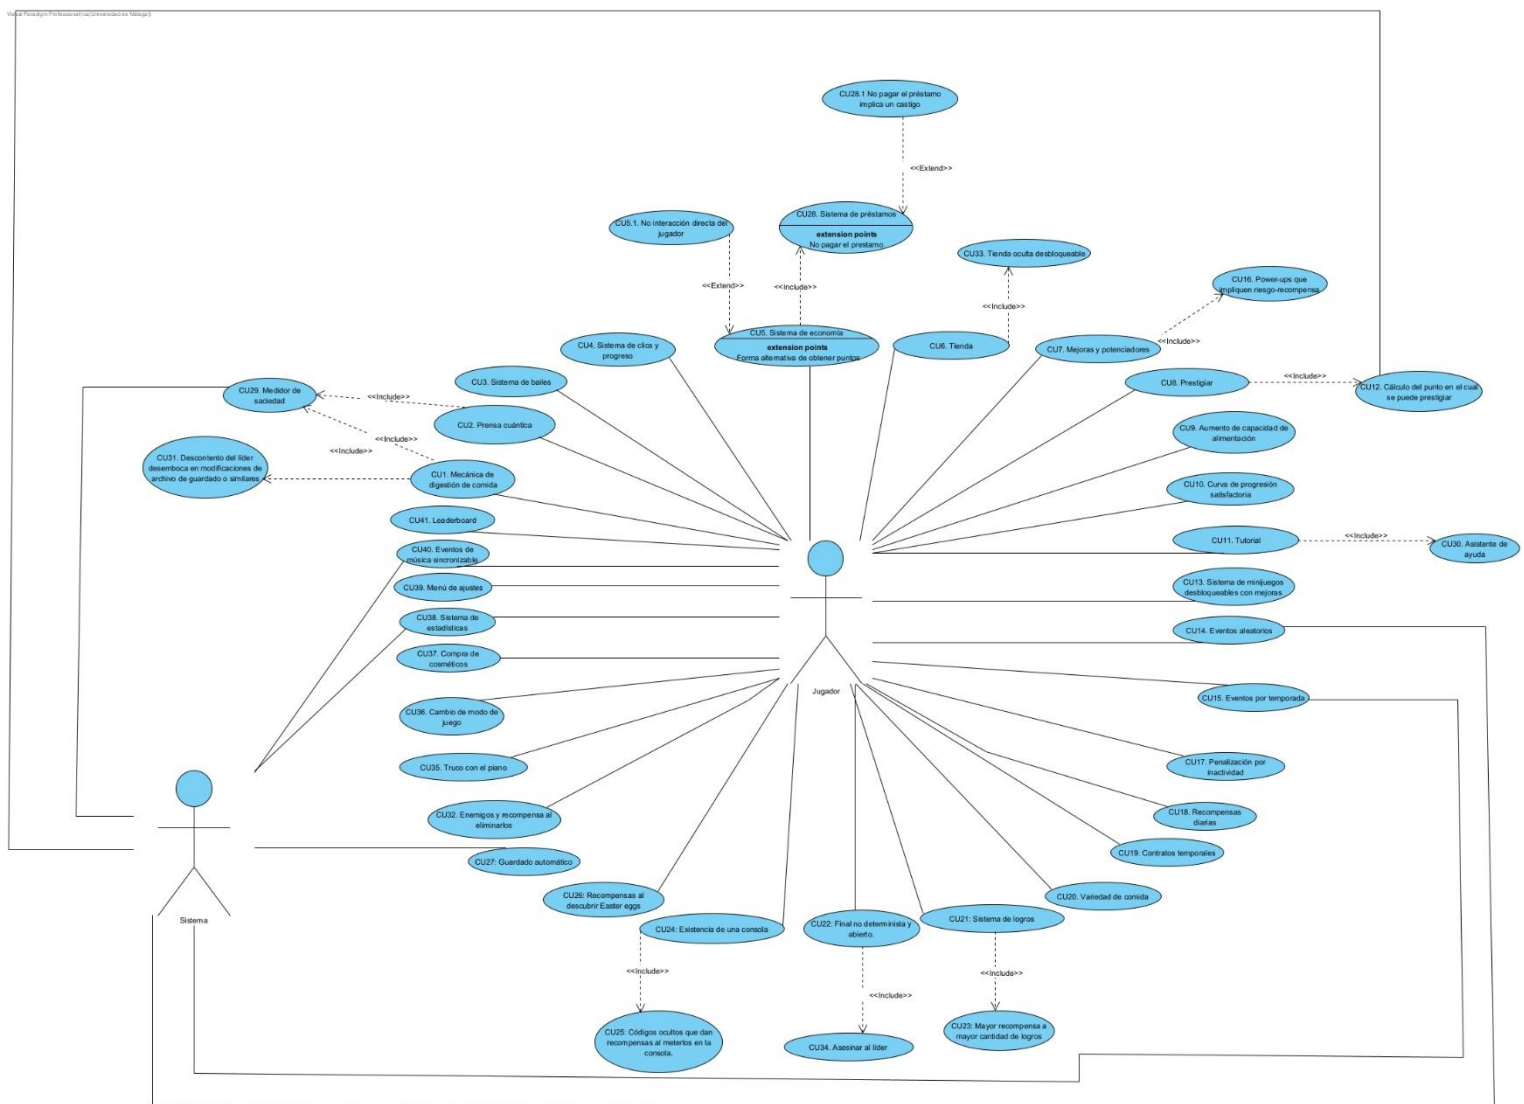 Visual Paradigm Professional(rua(Universidad de Málaga))
CU28.1 No pagar el préstamo
implica un castigo
<<Extend>>
CU28. Sistema de préstamos
extension points
No pagar el prestamo
CU5.1. No interacción directa del
jugador
<<Extend>>
<<Include>>
CU5. Sistema de economía
extension points
Forma alternativa de obtener puntos
CU33. Tienda oculta desbloqueable
<<Include>>
CU6. Tienda
CU16. Power-ups que
impliquen riesgo-recompensa
<<Include>>
CU7. Mejoras y potenciadores
CU4. Sistema de clics y
progreso
CU3. Sistema de bailes
CU8. Prestigiar
<<Include>>
CU12. Cálculo del punto en el cual
se puede prestigiar
CU29. Medidor de
saciedad
<<Include>>
CU2. Prensa cuántica
<<Include>>
CU9. Aumento de capacidad de
alimentación
CU31. Descontento del líder
desemboca en modificaciones de
archivo de guardado o similares
<<Include>>
CU1. Mecánica de
digestión de comida
CU10. Curva de progresión
satisfactoria
CU41. Leaderboard
CU11. Tutorial
<<Include>>
CU30. Asistente de
ayuda
CU40. Eventos de
música sincronizable
CU39. Menú de ajustes
CU13. Sistema de minijuegos
desbloqueables con mejoras
CU38. Sistema de
estadísticas
CU14. Eventos aleatorios
CU37. Compra de
cosméticos
Jugador
CU15. Eventos por temporada
CU36. Cambio de modo de
juego
CU35. Truco con el piano
CU17. Penalización por
inactividad
CU32. Enemigos y recompensa al
eliminarlos
CU18. Recompensas
diarias
CU27: Guardado automático
CU19. Contratos temporales
CU26: Recompensas al
descubrir Easter eggs
CU20. Variedad de comida
Sistema
CU24: Existencia de una consola
CU22: Final no determinista y
abierto.
CU21: Sistema de logros
<<Include>>
<<Include>>
<<Include>>
CU25: Códigos ocultos que dan
recompensas al meterlos en la
consola.
CU34. Asesinar al líder
CU23: Mayor recompensa a
mayor cantidad de logros